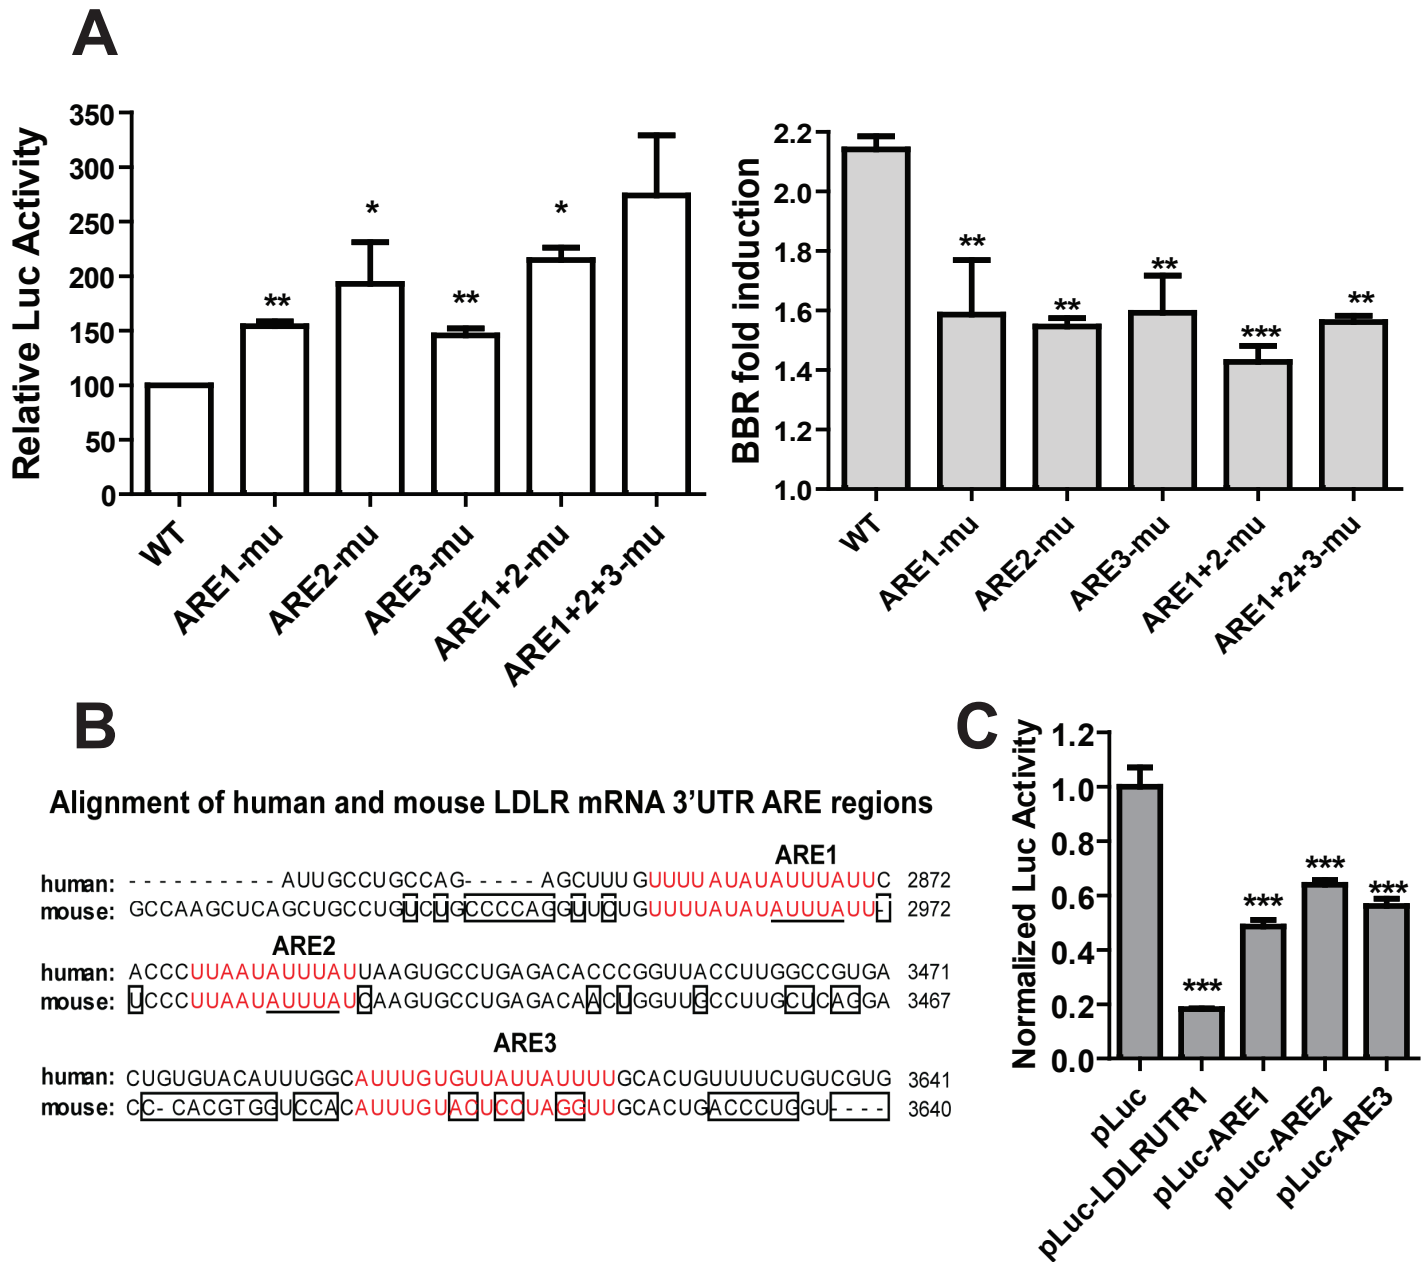 A
Relative Luc Activity
350
300
250
200
150
100
50
0
**
*
**
*
WT
ARE1-mu
ARE2-mu
ARE3-mu
ARE1+2-mu
ARE1+2+3-mu
BBR fold induction
2.2
2.0
1.8
1.6
1.4
1.2
1.0
**
**
**
***
**
WT
ARE1-mu
ARE2-mu
ARE3-mu
ARE1+2-mu
ARE1+2+3-mu
B
Alignment of human and mouse LDLR mRNA 3'UTR ARE regions
ARE1
human: ----------AUUGCCUGCCAG-----AGCUUUGUUUUAUAUAUUUAUUC 2872
mouse: GCCAAGCUCAGCUGCCUGUCUGCCCCAGGUUCUGUUUUAUAUAUUUAUU- 2972
ARE2
human: ACCCUUAAUAUUUAUUAAGUGCCUGAGACACCCGGUUACCUUGGCCGUGA 3471
mouse: UCCCUUAAUAUUUAUCAAGUGCCUGAGACAACUGGUUGCCUUGCUCAGGA 3467
ARE3
human: CUGUGUACAUUUGGCAUUUGUGUUAUUAUUUUGCACUGUUUUCUGUCGUG 3641
mouse: CC-CACGTGGUCCACAUUUGUACUCCUAGGUUGCACUGACCCUGGU---- 3640
C
Normalized Luc Activity
1.2
1.0
0.8
0.6
0.4
0.2
0.0
***
***
***
***
pLuc
pLuc-LDLRUTR1
pLuc-ARE1
pLuc-ARE2
pLuc-ARE3